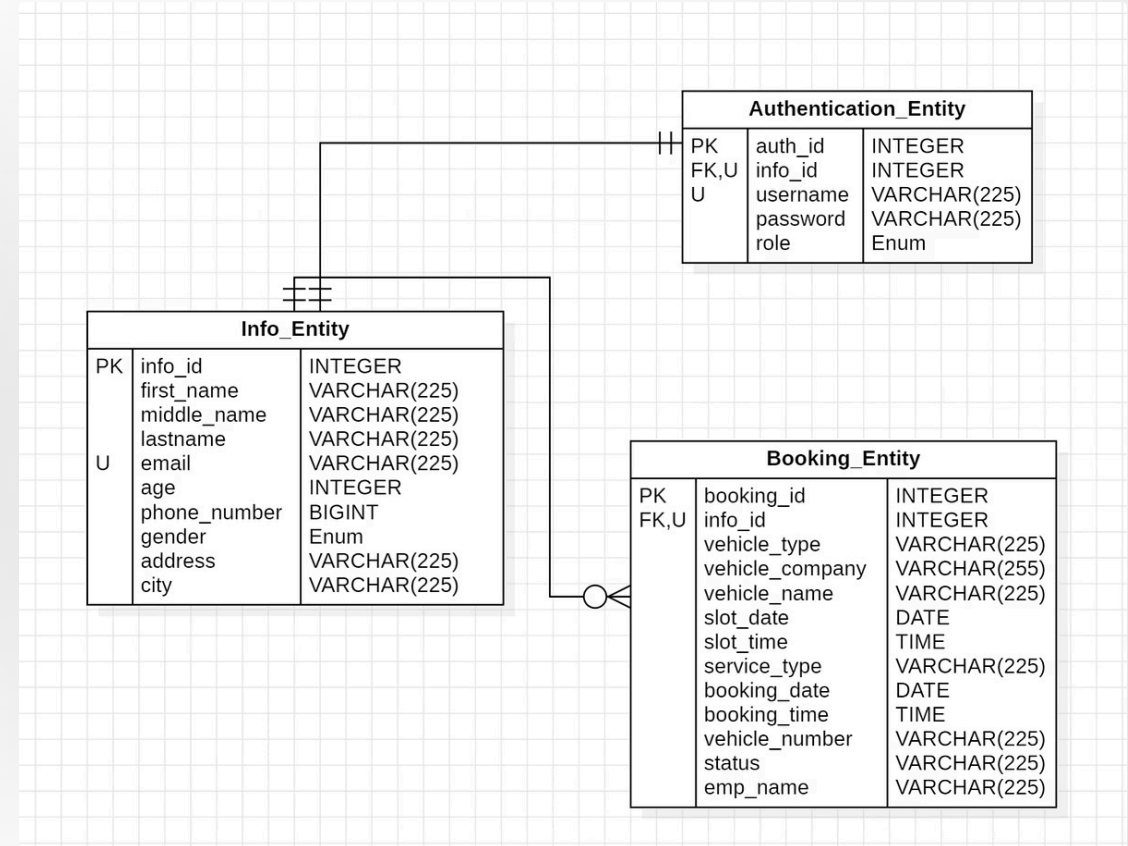 Authentication_Entity
PK auth_id INTEGER
FK,U info_id INTEGER
U username VARCHAR(225)
password VARCHAR(225)
role Enum
Info_Entity
PK info_id INTEGER
first_name VARCHAR(225)
middle_name VARCHAR(225)
lastname VARCHAR(225)
U email VARCHAR(225)
age INTEGER
phone_number BIGINT
gender Enum
address VARCHAR(225)
city VARCHAR(225)
Booking_Entity
PK booking_id INTEGER
FK,U info_id INTEGER
vehicle_type VARCHAR(225)
vehicle_company VARCHAR(255)
vehicle_name VARCHAR(225)
slot_date DATE
slot_time TIME
service_type VARCHAR(225)
booking_date DATE
booking_time TIME
vehicle_number VARCHAR(225)
status VARCHAR(225)
emp_name VARCHAR(225)